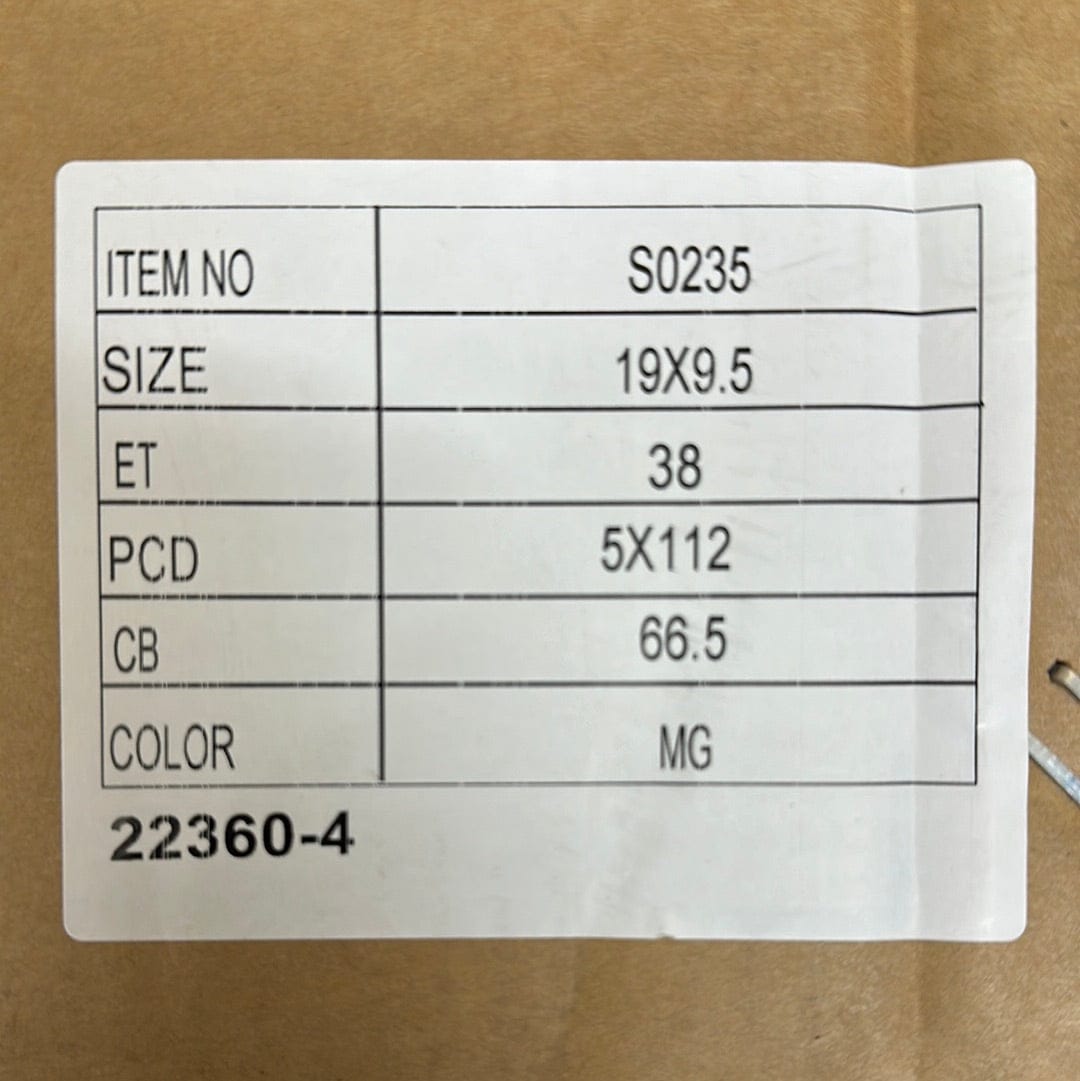 ITEM NO S0235
SIZE 19X9.5
ET 38
PCD 5X112
CB 66.5
COLOR MG
22360-4